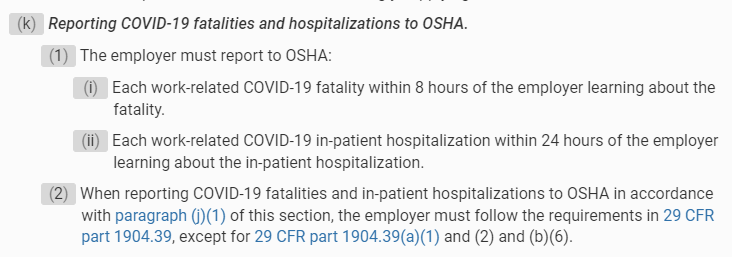 (k) Reporting COVID-19 fatalities and hospitalizations to OSHA.
(1) The employer must report to OSHA:
(i) Each work-related COVID-19 fatality within 8 hours of the employer learning about the
fatality.
(ii) Each work-related COVID-19 in-patient hospitalization within 24 hours of the employer
learning about the in-patient hospitalization.
(2) When reporting COVID-19 fatalities and in-patient hospitalizations to OSHA in accordance
with paragraph (j)(1) of this section, the employer must follow the requirements in 29 CFR
part 1904.39, except for 29 CFR part 1904.39(a)(1) and (2) and (b)(6).